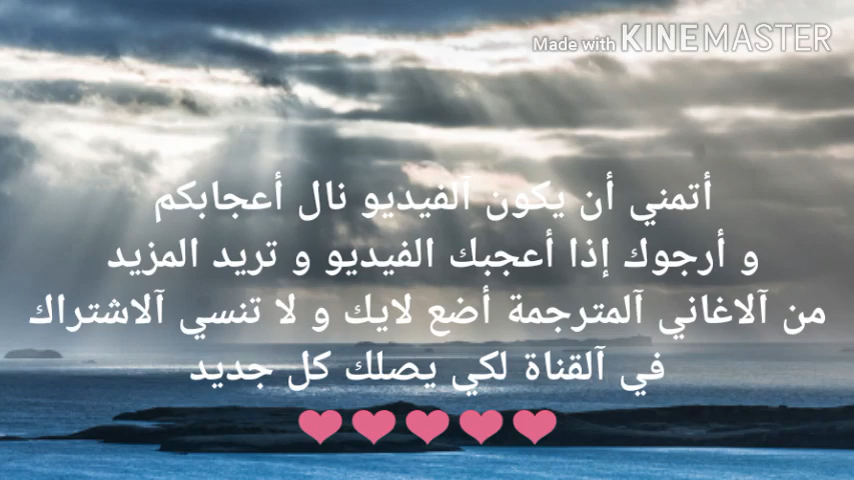 Made with KINEMASTER
أتمني أن يكون آلفيديو نال أعجابكم
و أرجوك إذا أعجبك الفيديو و تريد المزيد
من آلاغاني آلمترجمة أضع لايك و لا تنسي آلاشتراك
في آلقناة لكي يصلك كل جديد